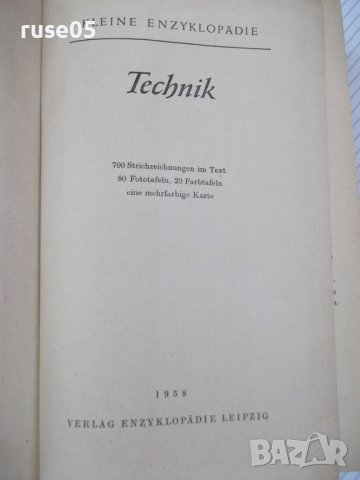 ruse05
KLEINE ENZYKLOPÄDIE
Technik
700 Strichzeichnungen im Text
80 Fototafeln, 20 Farbtafeln
eine mehrfarbige Karte
1958
VERLAG ENZYKLOPÄDIE LEIPZIG
BAZAR